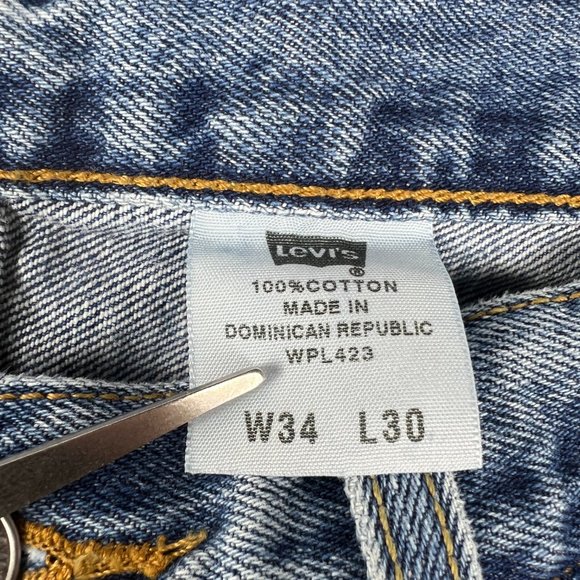 Levi's
®
100%COTTON
MADE IN
DOMINICAN REPUBLIC
WPL423
W34 L30